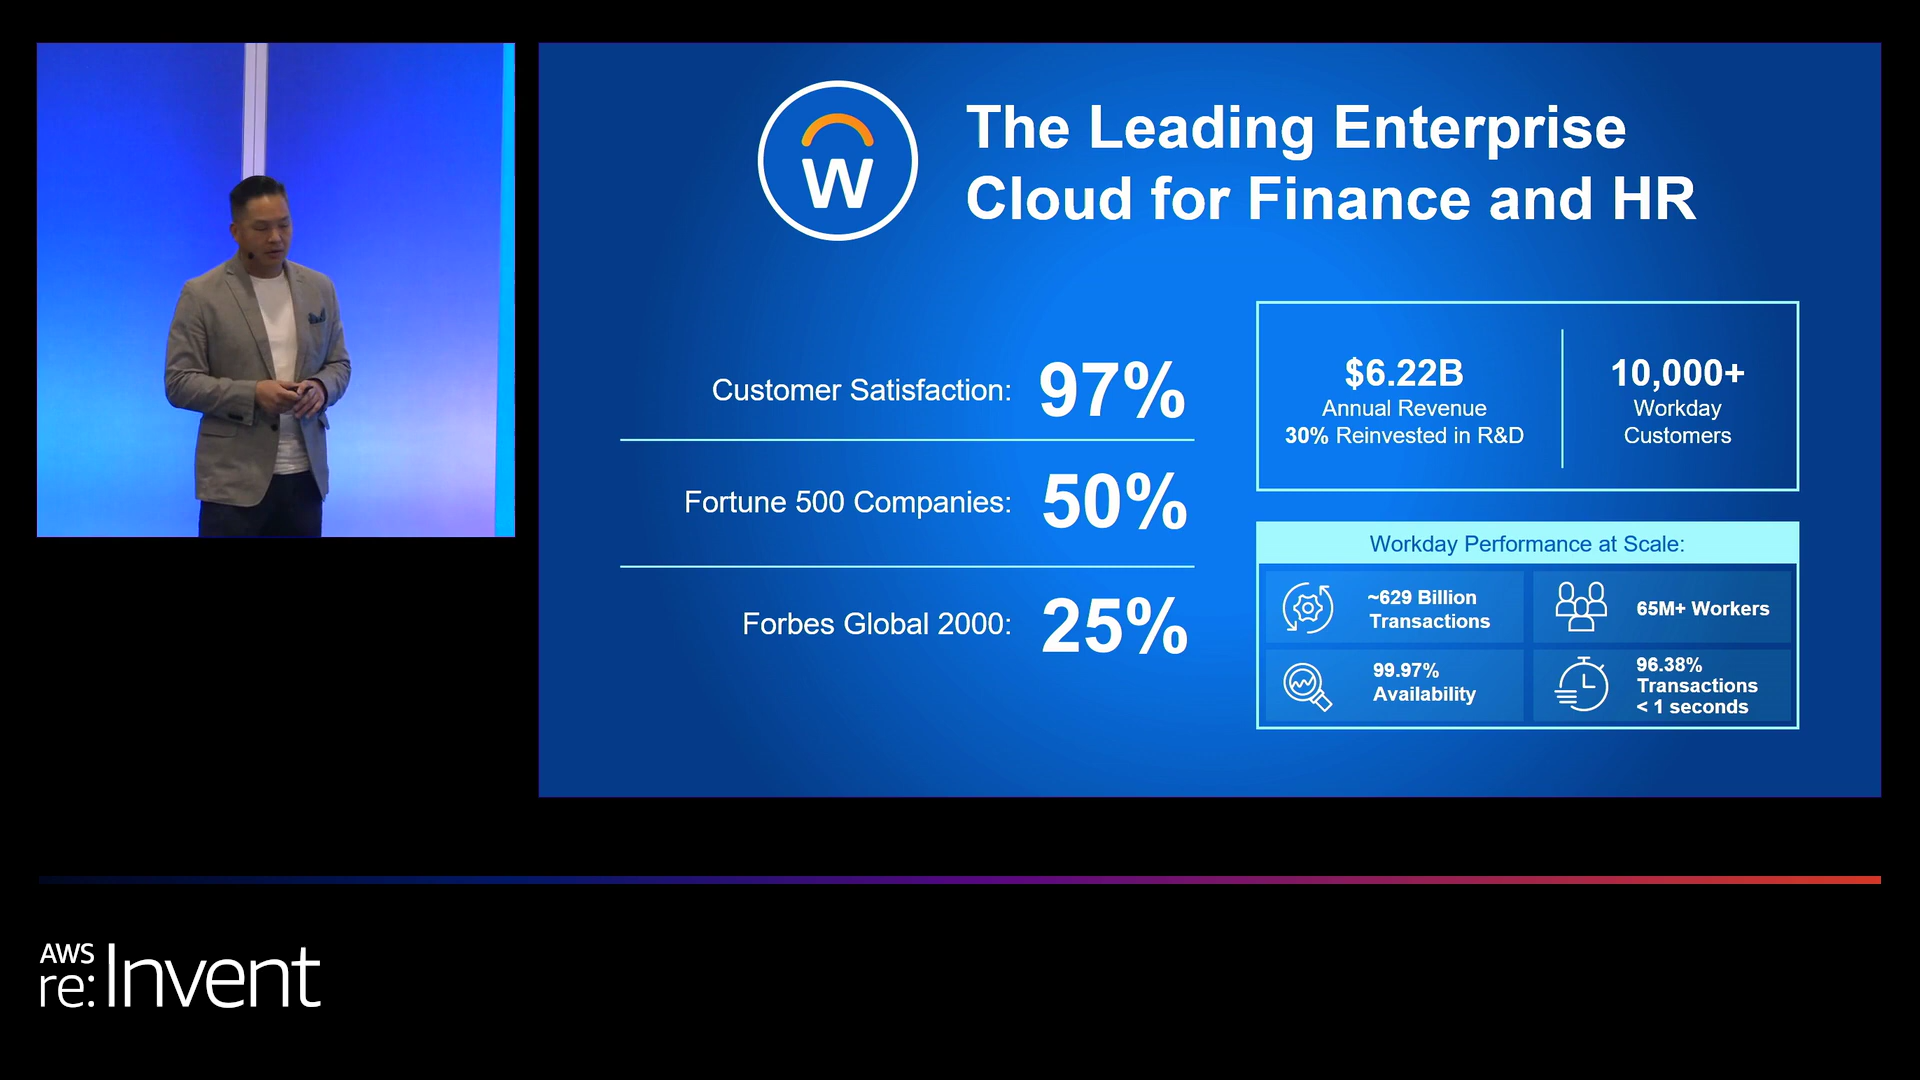 W
The Leading Enterprise
Cloud for Finance and HR
Customer Satisfaction: 97%
Fortune 500 Companies: 50%
Forbes Global 2000: 25%
$6.22B
Annual Revenue
30% Reinvested in R&D
10,000+
Workday
Customers
Workday Performance at Scale:
~629 Billion
Transactions
65M+ Workers
99.97%
Availability
96.38%
Transactions
< 1 seconds
AWS
re:Invent